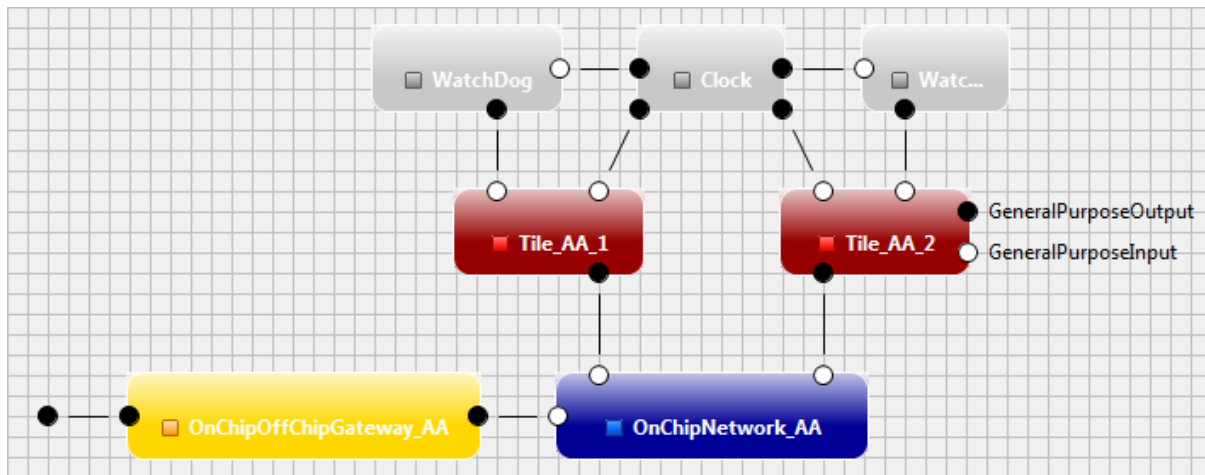 WatchDog
Clock
Watc...
Tile_AA_1
Tile_AA_2
GeneralPurposeOutput
GeneralPurposeInput
OnChipOffChipGateway_AA
OnChipNetwork_AA